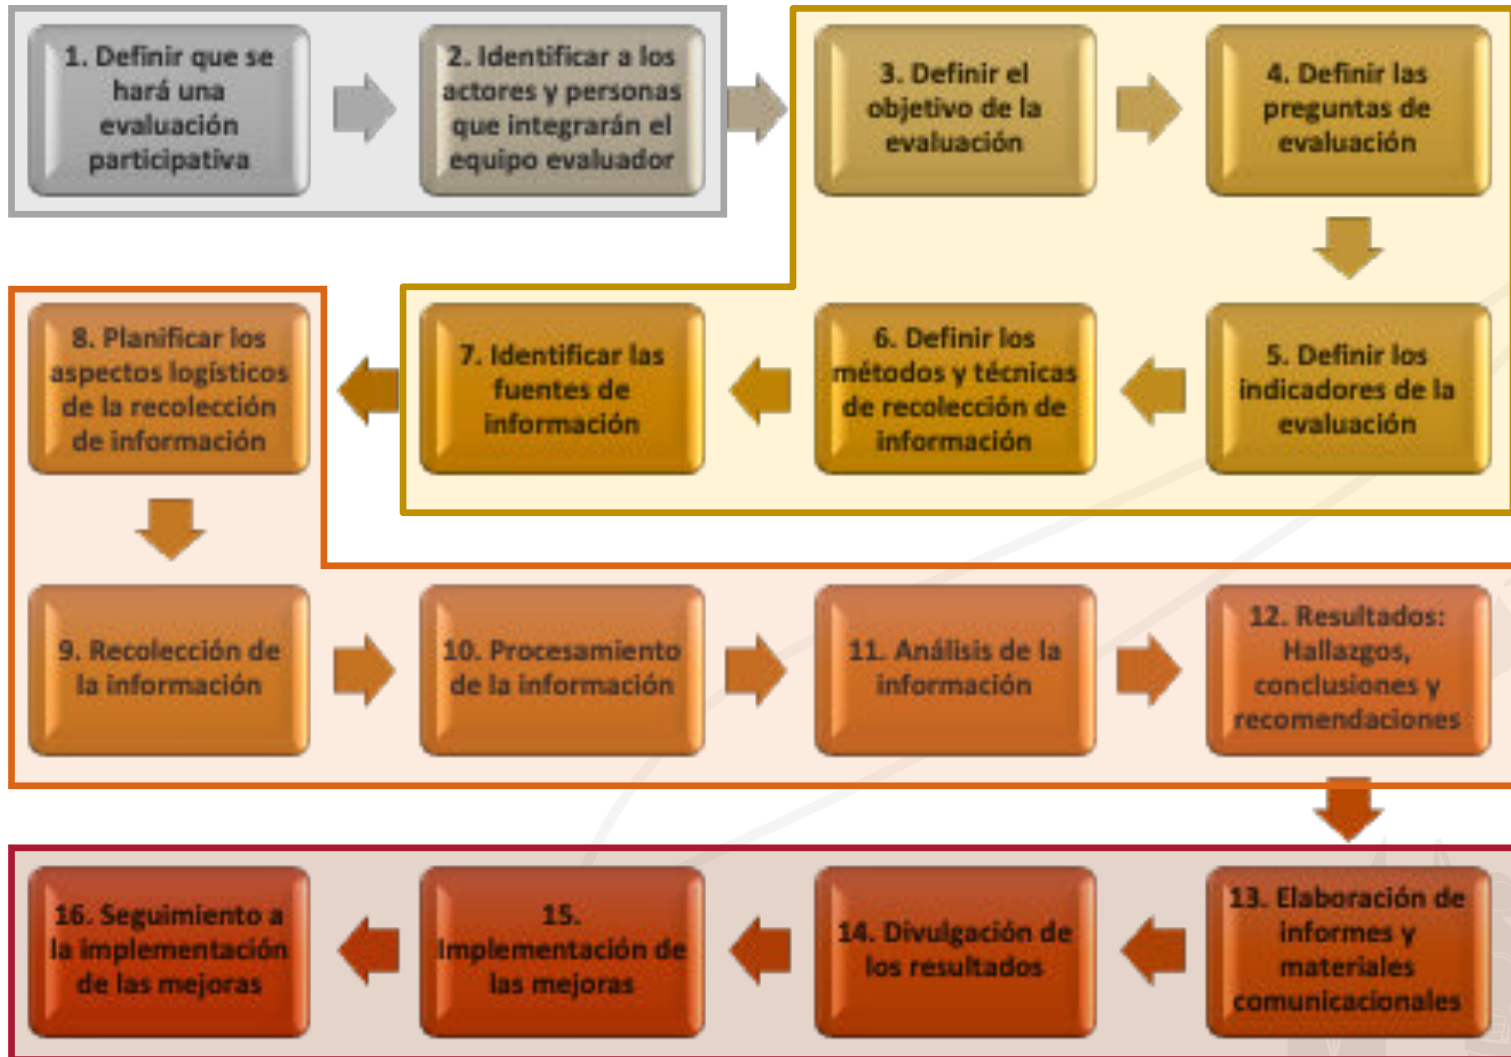 1. Definir que se
hará una
evaluación
participativa
2. Identificar a los
actores y personas
que integrarán el
equipo evaluador
3. Definir el
objetivo de la
evaluación
4. Definir las
preguntas de
evaluación
5. Definir los
indicadores de la
evaluación
6. Definir los
métodos y técnicas
de recolección de
información
7. Identificar las
fuentes de
información
8. Planificar los
aspectos logísticos
de la recolección
de información
9. Recolección de
la información
10. Procesamiento
de la información
11. Análisis de la
información
12. Resultados:
Hallazgos,
conclusiones y
recomendaciones
13. Elaboración de
informes y
materiales
comunicacionales
14. Divulgación de
los resultados
15.
Implementación de
las mejoras
16. Seguimiento a
la implementación
de las mejoras